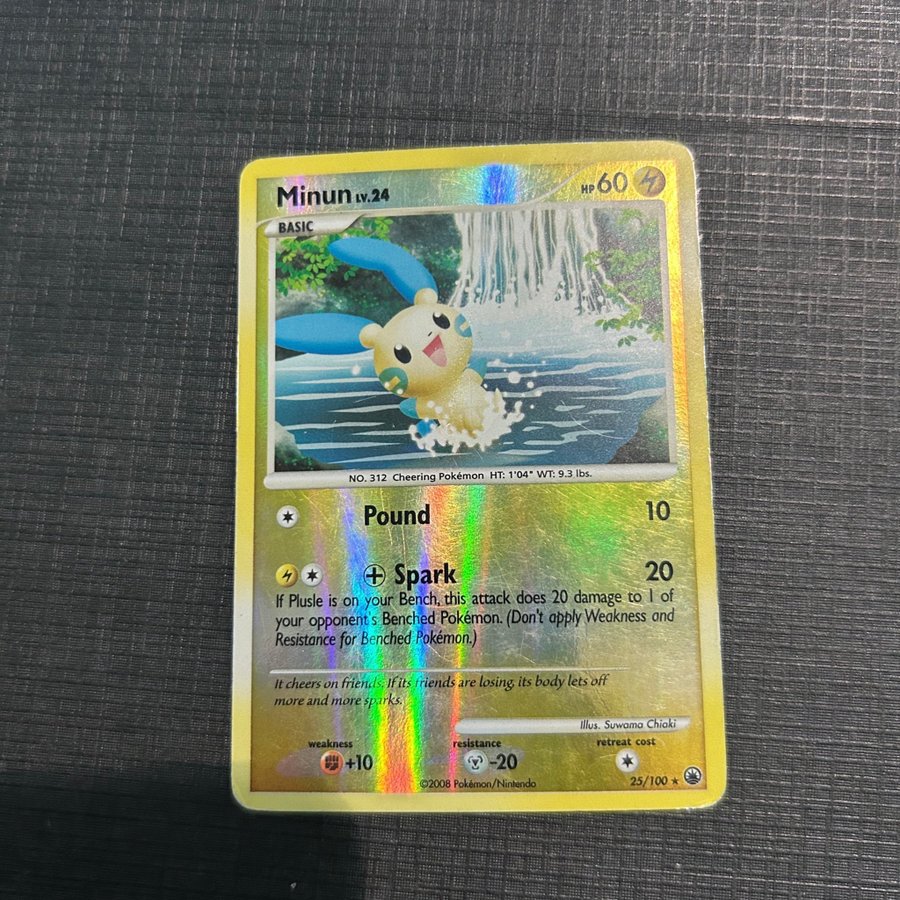 Minun LV.24 HP 60
BASIC
NO. 312 Cheering Pokémon HT: 1'04" WT: 9.3 lbs.
Pound 10
+ Spark 20
If Plusle is on your Bench, this attack does 20 damage to 1 of
your opponent's Benched Pokémon. (Don't apply Weakness and
Resistance for Benched Pokémon.)
It cheers on friends. If its friends are losing, its body lets off
more and more sparks.
Illus. Suwama Chiaki
weakness resistance retreat cost
+10 -20
©2008 Pokémon/Nintendo 25/100 ★